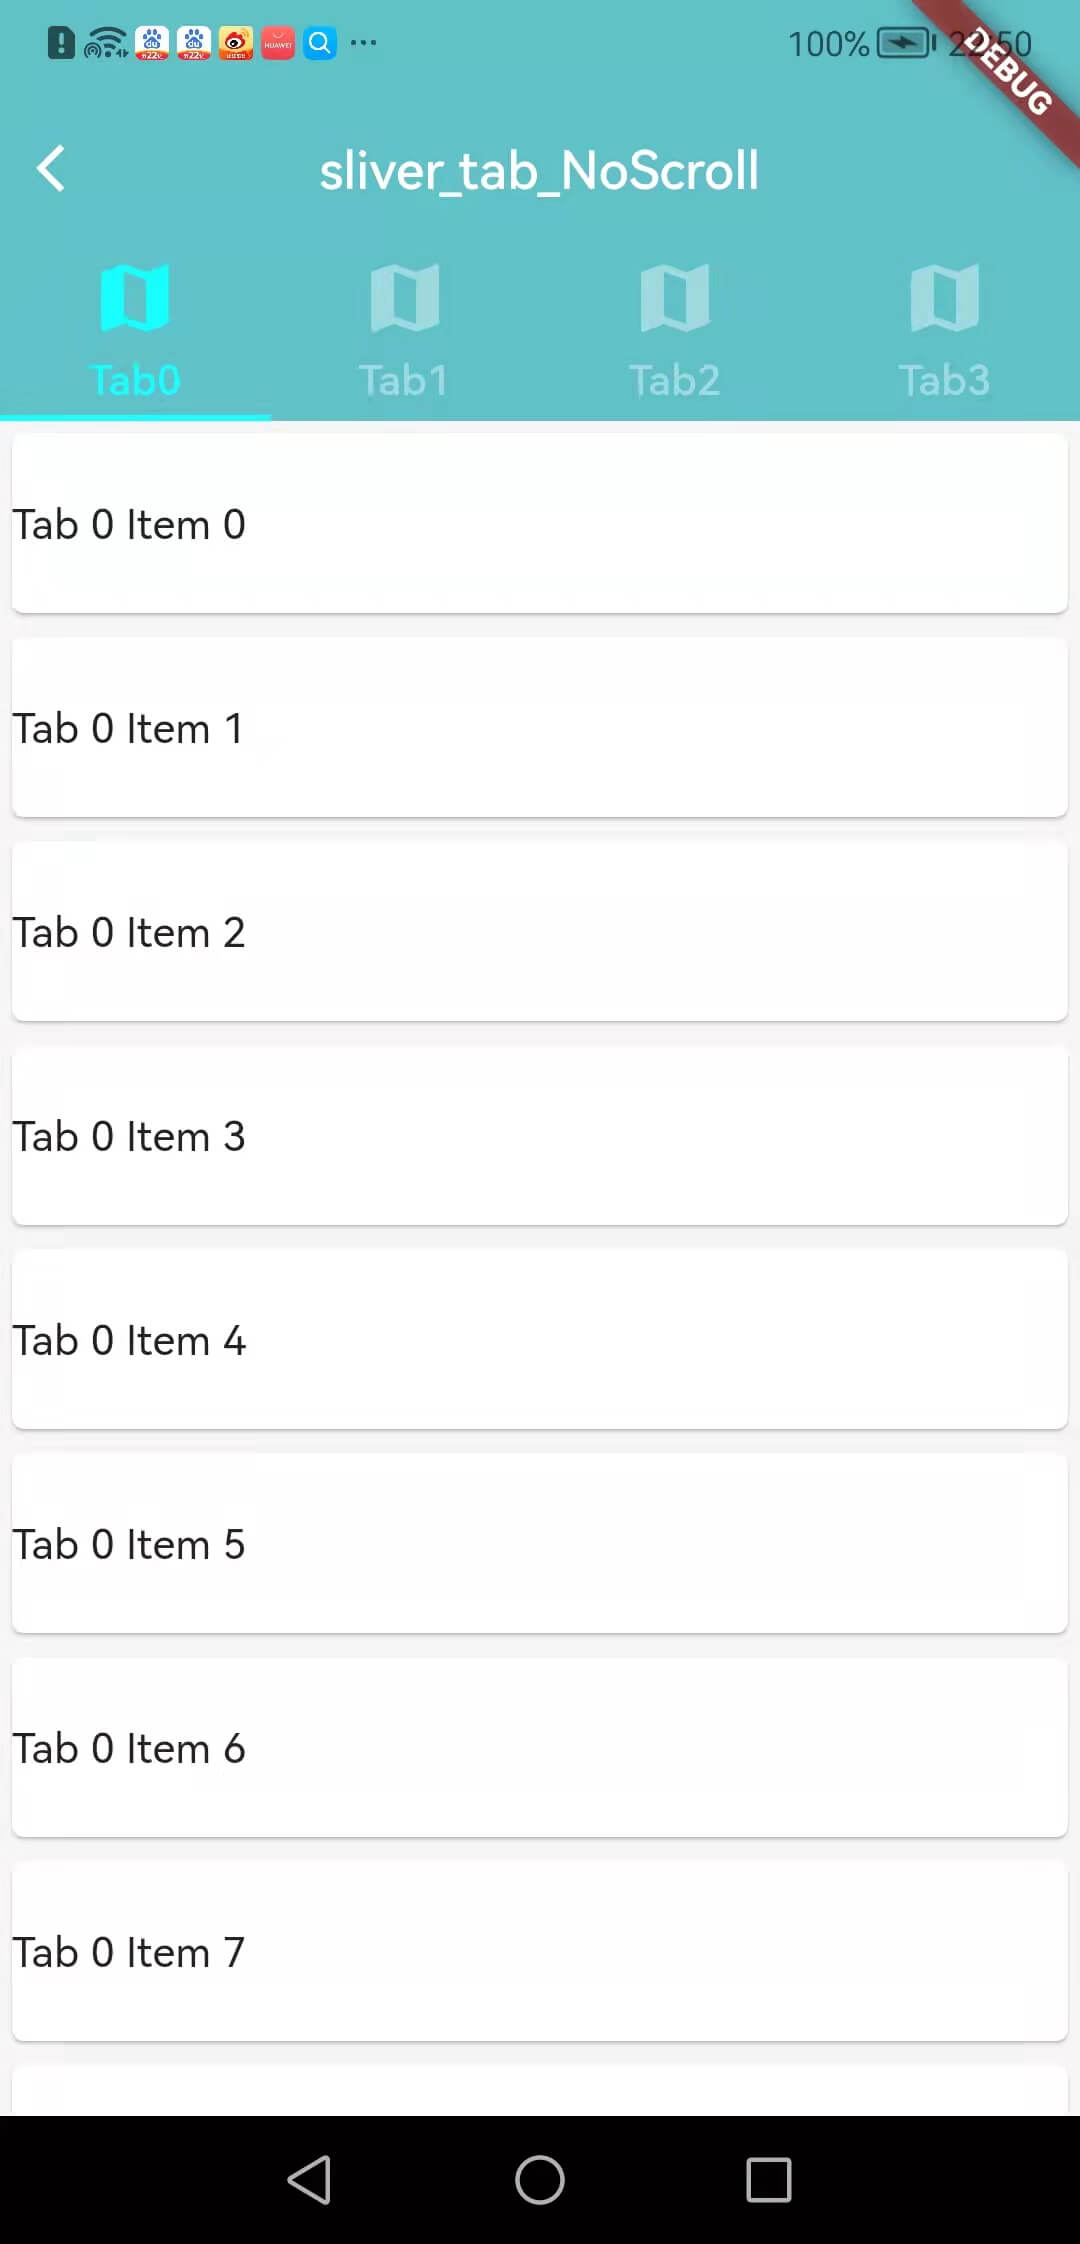 100%
DEBUG
sliver_tab_NoScroll
Tab0 Tab1 Tab2 Tab3
Tab 0 Item 0
Tab 0 Item 1
Tab 0 Item 2
Tab 0 Item 3
Tab 0 Item 4
Tab 0 Item 5
Tab 0 Item 6
Tab 0 Item 7